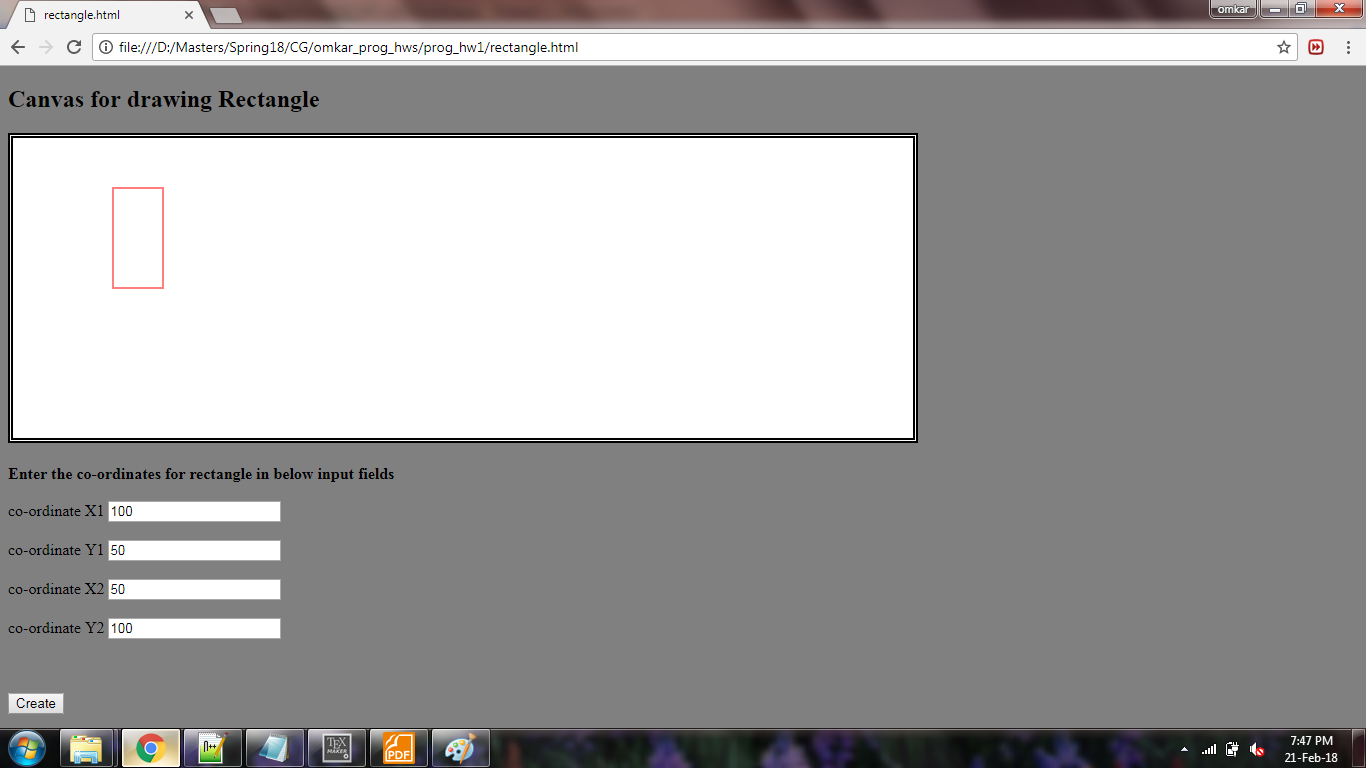 rectangle.html
omkar
file:///D:/Masters/Spring18/CG/omkar_prog_hws/prog_hw1/rectangle.html
Canvas for drawing Rectangle
Enter the co-ordinates for rectangle in below input fields
co-ordinate X1 100
co-ordinate Y1 50
co-ordinate X2 50
co-ordinate Y2 100
Create
TEX
MAKER
PDF
7:47 PM
21-Feb-18